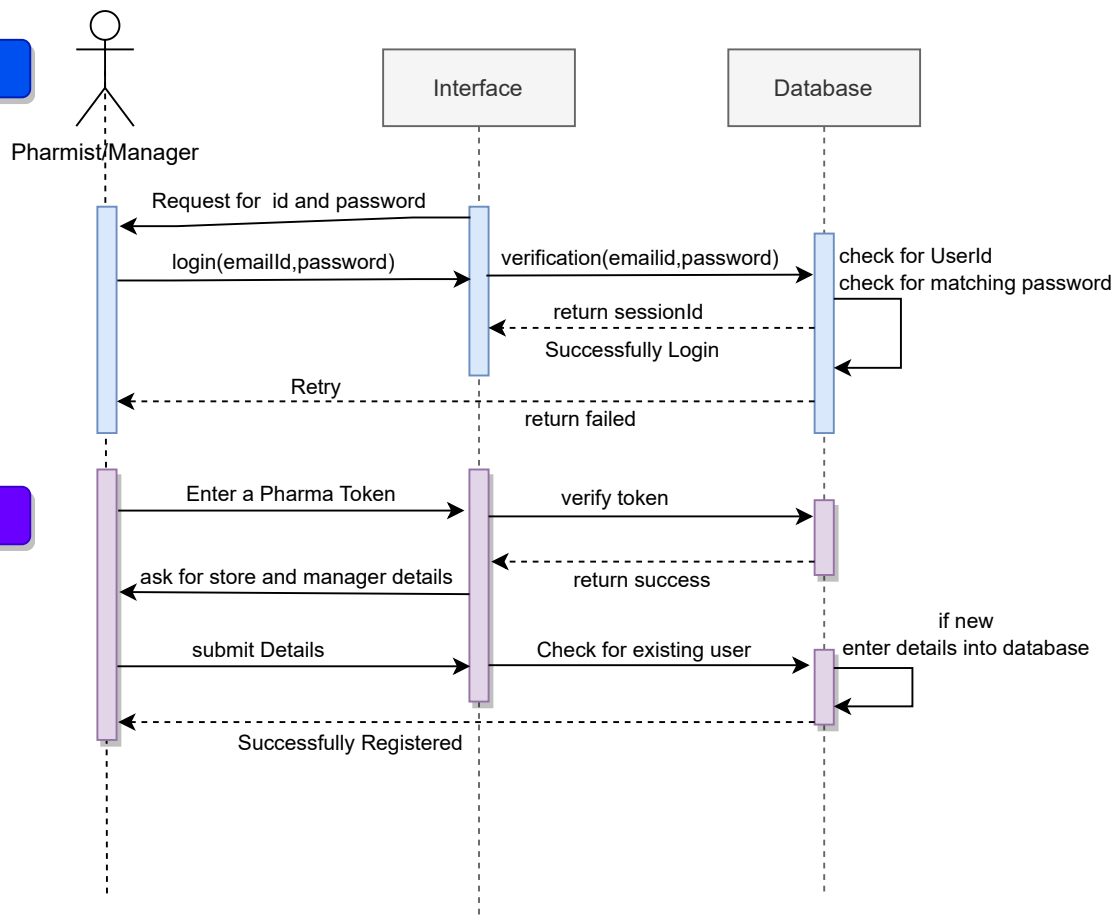 Interface
Database
Pharmist/Manager
Request for  id and password
login(emailId,password)
verification(emailid,password)
check for UserId
check for matching password
return sessionId
Successfully Login
Retry
return failed
Enter a Pharma Token
verify token
return success
ask for store and manager details
if new
enter details into database
submit Details
Check for existing user
Successfully Registered